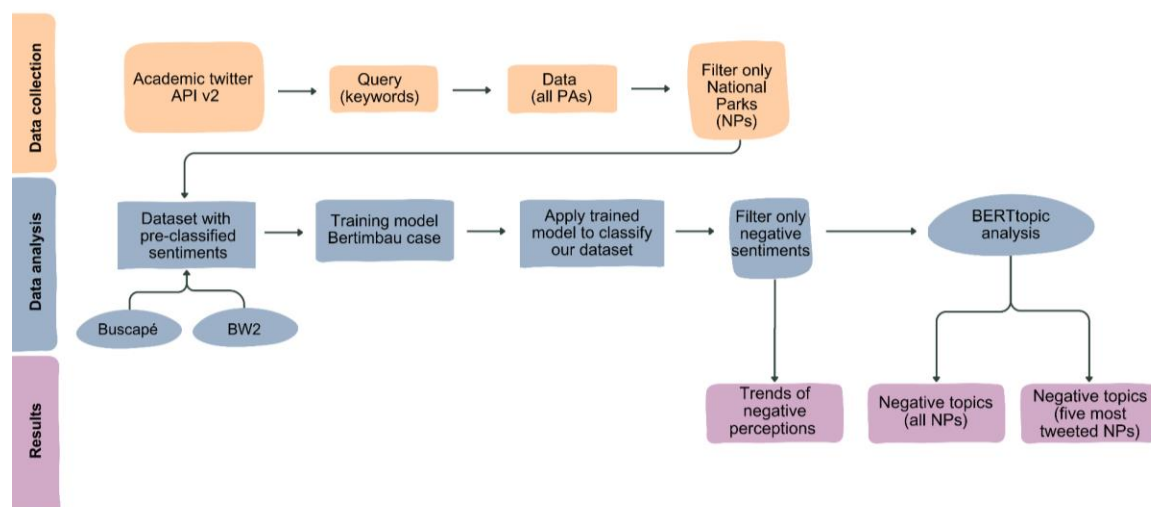 Data collection
Academic twitter
API v2
Query
(keywords)
Data
(all PAs)
Filter only
National
Parks
(NPs)
Data analysis
Dataset with
pre-classified
sentiments
Training model
Bertimbau case
Apply trained
model to classify
our dataset
Filter only
negative
sentiments
BERTtopic
analysis
Buscapé
BW2
Results
Trends of
negative
perceptions
Negative topics
(all NPs)
Negative topics
(five most
tweeted NPs)